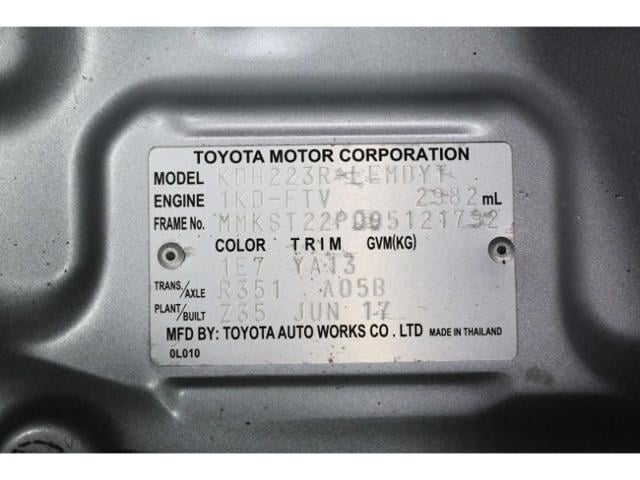 TOYOTA MOTOR CORPORATION
MODEL KDH223R-LEMDYT
ENGINE 1KD-FTV 2982 mL
FRAME No.
COLOR TRIM GVM(KG)
1E7 YA13
TRANS./AXLE R351 A05B
PLANT/BUILT Z35 JUN 17
MFD BY: TOYOTA AUTO WORKS CO . LTD MADE IN THAILAND
0L010